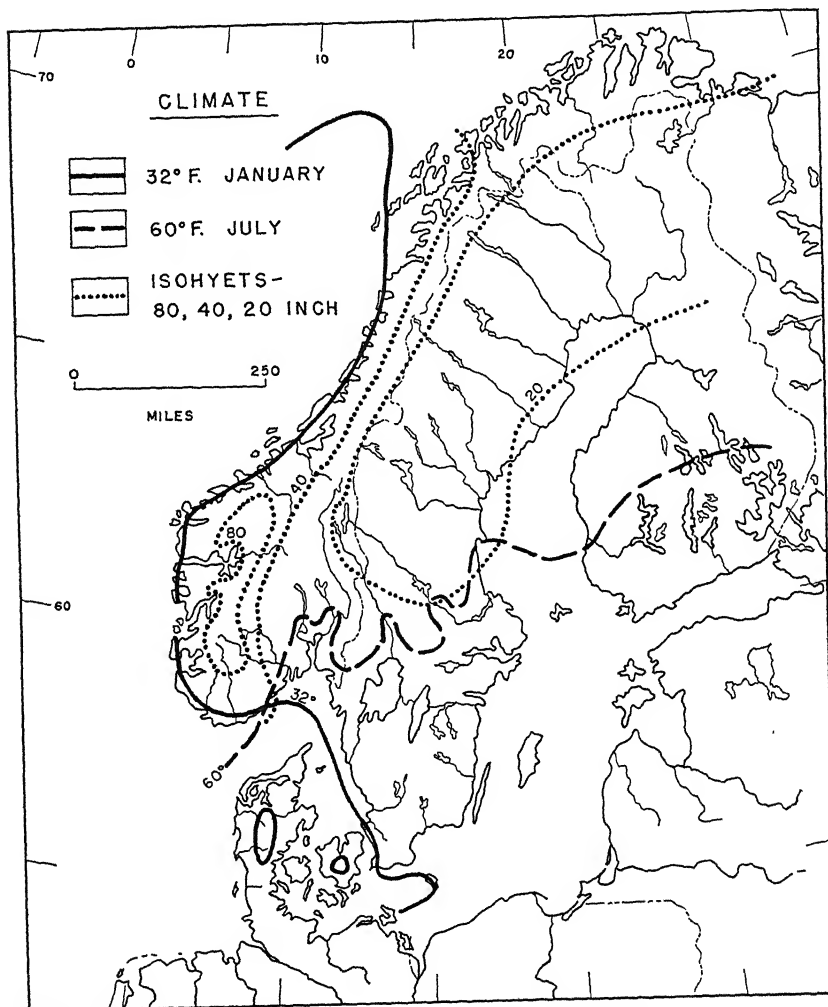 0 10 20
70
CLIMATE
32° F. JANUARY
60° F. JULY
ISOHYETS-
80, 40, 20 INCH
0 250
MILES
20
40
80
60
32°
60°